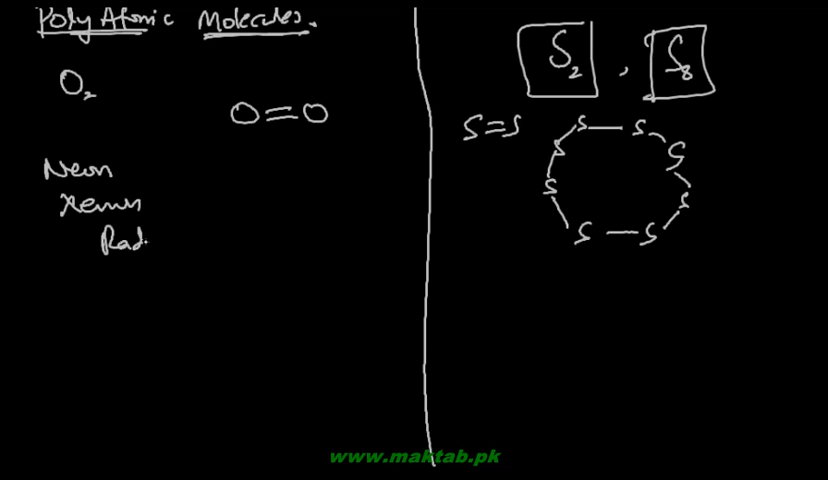 Poly Atomic Molecules.
O2
O=O
Neon
Xenon
Rad.
S2 , S8
S=S
S — S
S S
S S
S — S
www.maktab.pk